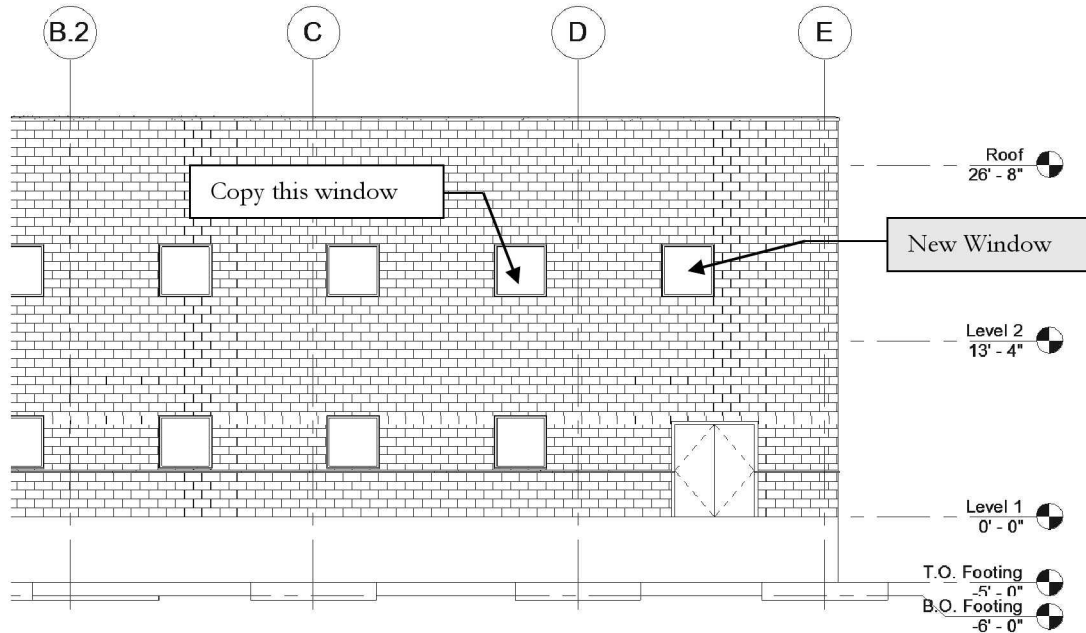 B.2
C
D
E
Roof
26' - 8"
Copy this window
New Window
Level 2
13' - 4"
Level 1
0' - 0"
T.O. Footing
-5' - 0"
B.O. Footing
-6' - 0"